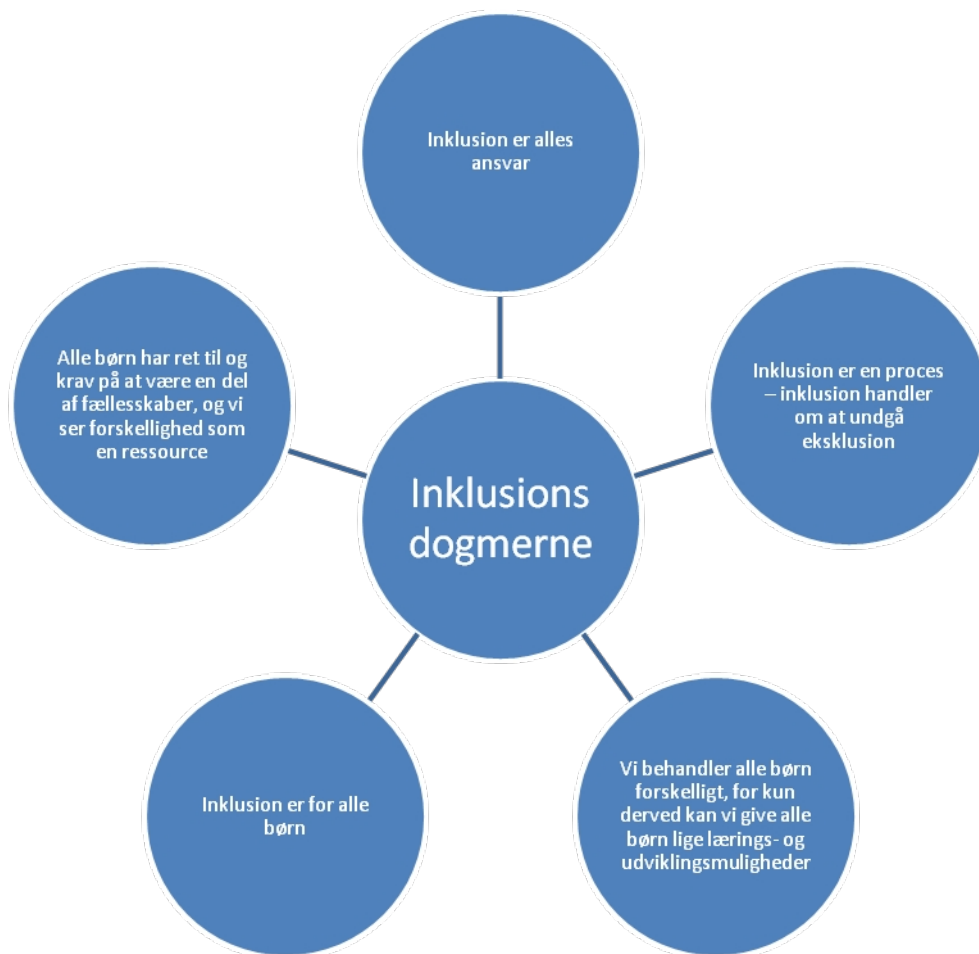 Inklusion er alles
ansvar
Alle børn har ret til og
krav på at være en del
af fællesskaber, og vi
ser forskellighed som
en ressource
Inklusion er en proces
– inklusion handler
om at undgå
eksklusion
Inklusions
dogmerne
Inklusion er for alle
børn
Vi behandler alle børn
forskelligt, for kun
derved kan vi give alle
børn lige lærings- og
udviklingsmuligheder